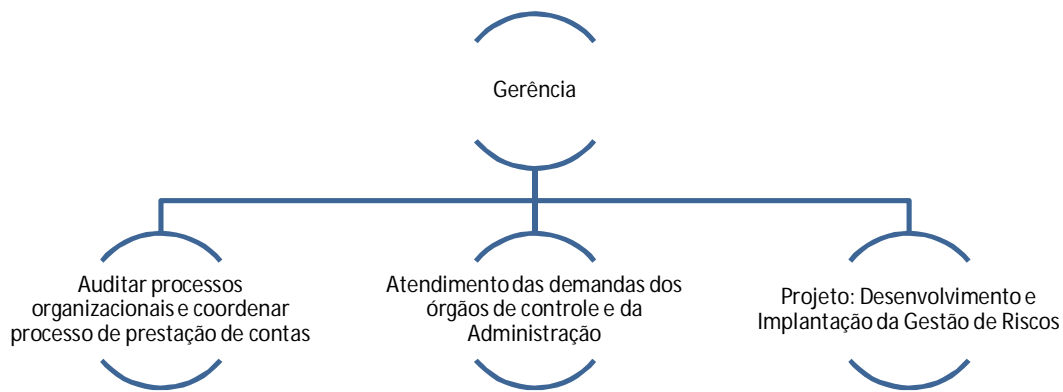 Gerência
Auditar processos
organizacionais e coordenar
processo de prestação de contas
Atendimento das demandas dos
órgãos de controle e da
Administração
Projeto: Desenvolvimento e
Implantação da Gestão de Riscos